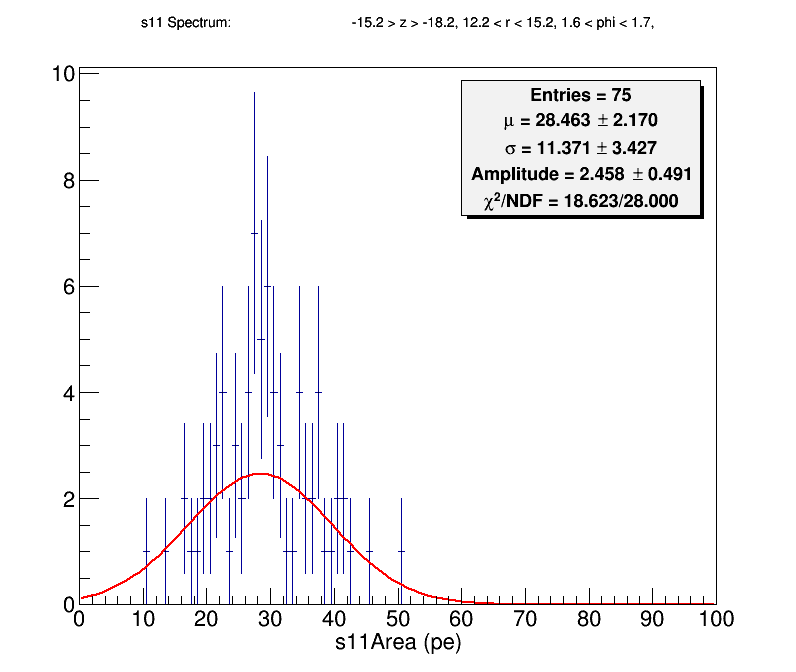 s11 Spectrum: -15.2 > z > -18.2, 12.2 < r < 15.2, 1.6 < phi < 1.7,
Entries = 75
μ = 28.463 ± 2.170
σ = 11.371 ± 3.427
Amplitude = 2.458 ± 0.491
χ²/NDF = 18.623/28.000
10
8
6
4
2
0
0 10 20 30 40 50 60 70 80 90 100
s11Area (pe)